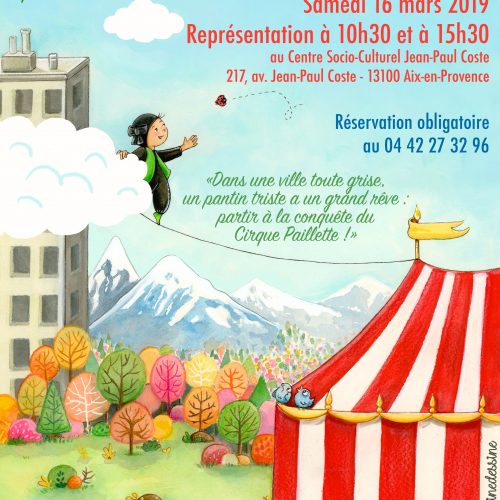 Samedi 16 mars 2019
Représentation à 10h30 et à 15h30
au Centre Socio-Culturel Jean-Paul Coste
217, av. Jean-Paul Coste - 13100 Aix-en-Provence
Réservation obligatoire
au 04 42 27 32 96
«Dans une ville toute grise,
un pantin triste a un grand rêve :
partir à la conquête du
Cirque Paillette !»